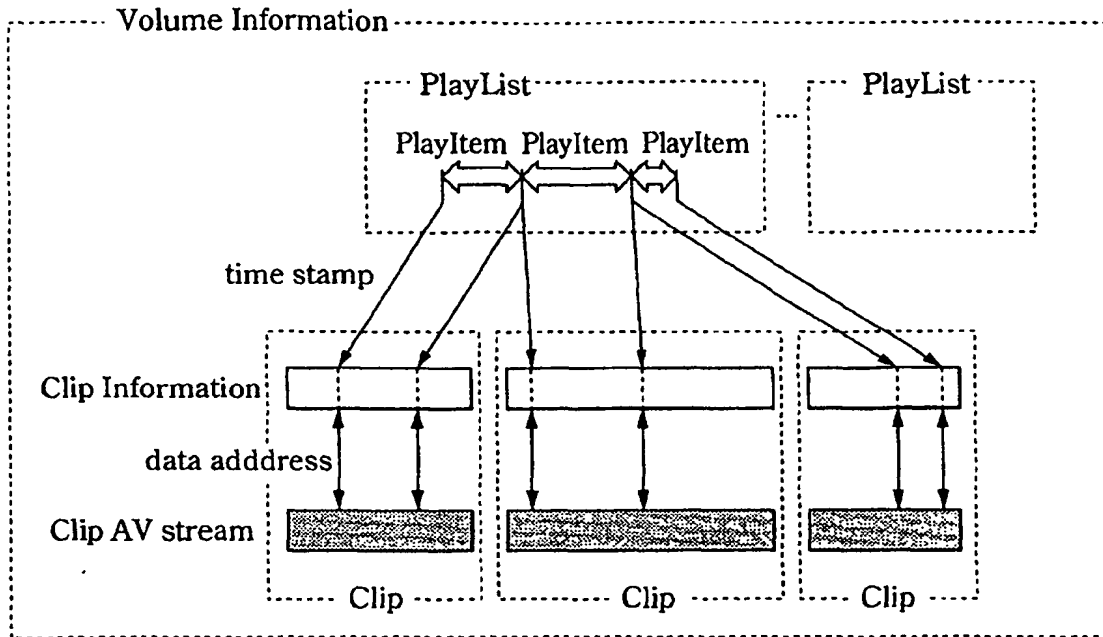 Volume Information
PlayList
PlayList
...
PlayItem PlayItem PlayItem
time stamp
Clip Information
data adddress
Clip AV stream
Clip
Clip
Clip